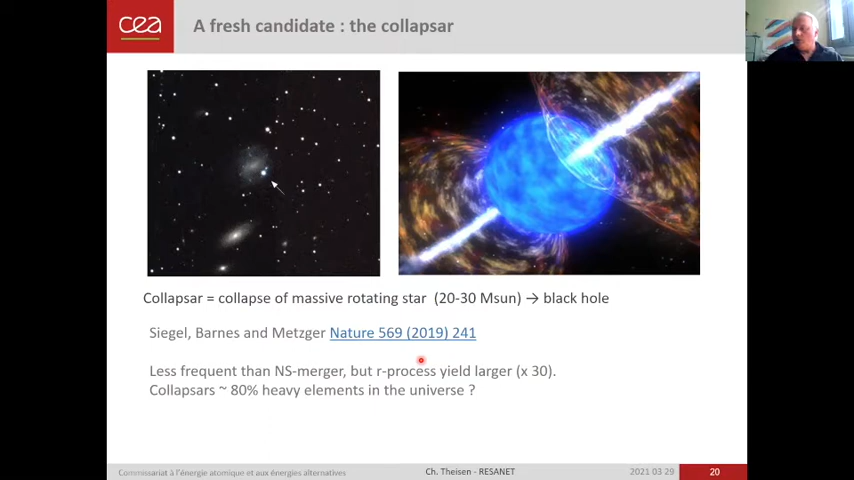 cea
A fresh candidate : the collapsar
Collapsar = collapse of massive rotating star (20-30 Msun) → black hole
Siegel, Barnes and Metzger Nature 569 (2019) 241
Less frequent than NS-merger, but r-process yield larger (x 30).
Collapsars ~ 80% heavy elements in the universe ?
Commissariat à l'énergie atomique et aux énergies alternatives
Ch. Theisen - RESANET
2021 03 29
20